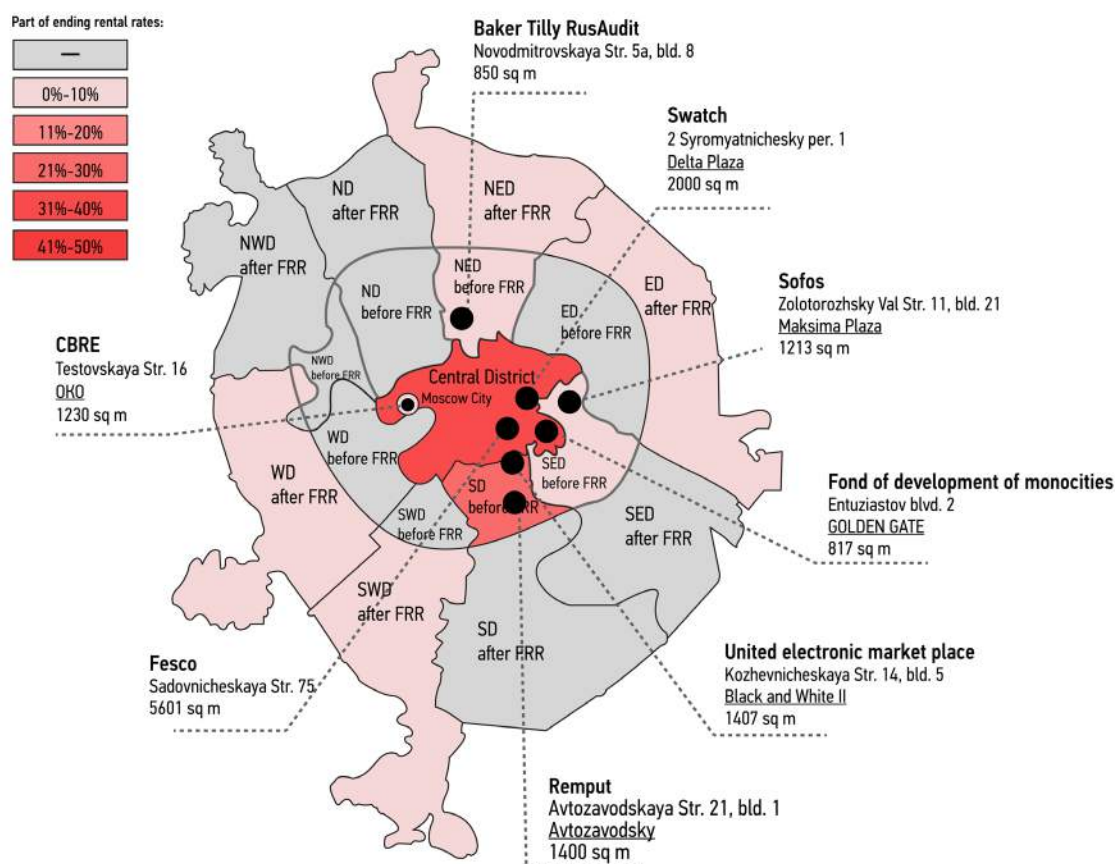 Part of ending rental rates:
—
0%-10%
11%-20%
21%-30%
31%-40%
41%-50%
Baker Tilly RusAudit
Novodmitrovskaya Str. 5a, bld. 8
850 sq m
Swatch
2 Syromyatnichesky per. 1
Delta Plaza
2000 sq m
Sofos
Zolotorozhsky Val Str. 11, bld. 21
Maksima Plaza
1213 sq m
CBRE
Testovskaya Str. 16
OKO
1230 sq m
Fond of development of monocities
Entuziastov blvd. 2
GOLDEN GATE
817 sq m
Fesco
Sadovnicheskaya Str. 75
5601 sq m
United electronic market place
Kozhevnicheskaya Str. 14, bld. 5
Black and White II
1407 sq m
Remput
Avtozavodskaya Str. 21, bld. 1
Avtozavodsky
1400 sq m
ND
after FRR
NED
after FRR
NWD
after FRR
ED
after FRR
NED
before FRR
ND
before FRR
ED
before FRR
NWD
before FRR
Central District
Moscow City
WD
before FRR
WD
after FRR
SED
before FRR
SD
before FRR
SWD
before FRR
SED
after FRR
SWD
after FRR
SD
after FRR